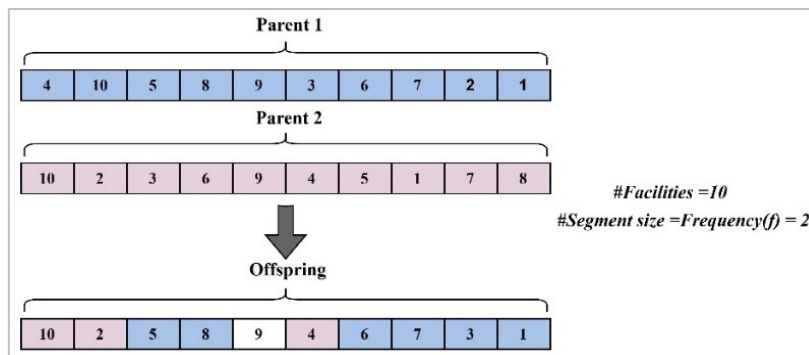 Parent 1
4 10 5 8 9 3 6 7 2 1
Parent 2
10 2 3 6 9 4 5 1 7 8
#Facilities =10
#Segment size =Frequency(f) = 2
Offspring
10 2 5 8 9 4 6 7 3 1